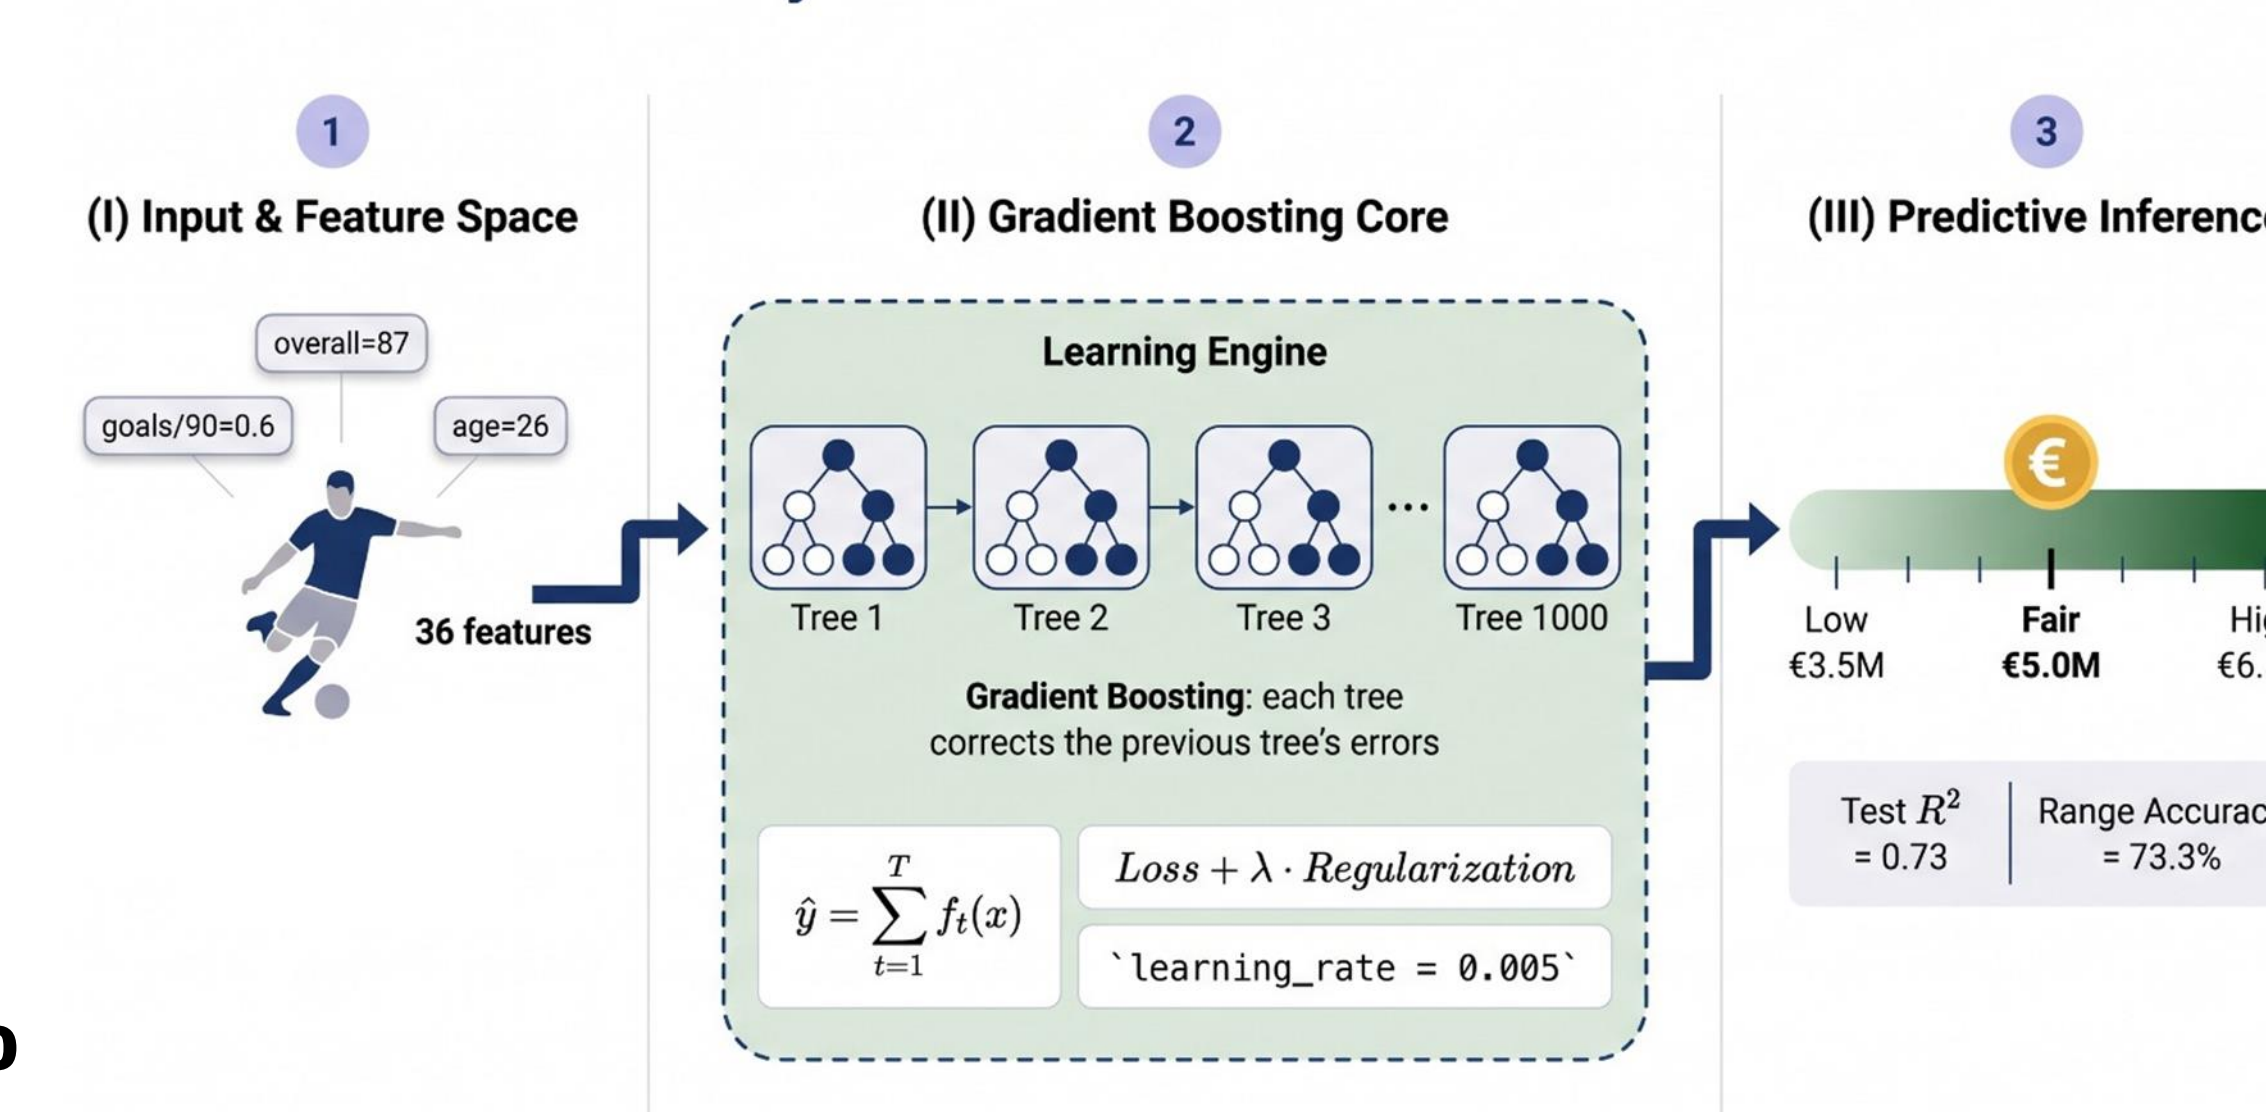 1
(I) Input & Feature Space
overall=87
goals/90=0.6
age=26
36 features
2
(II) Gradient Boosting Core
Learning Engine
...
Tree 1
Tree 2
Tree 3
Tree 1000
Gradient Boosting: each tree
corrects the previous tree's errors
ŷ = ∑_{t=1}^{T} f_t(x)
Loss + λ · Regularization
`learning_rate = 0.005`
3
(III) Predictive
€
Low
€3.5M
Fair
€5.0M
Test R²
= 0.73
Range
= 73.3%